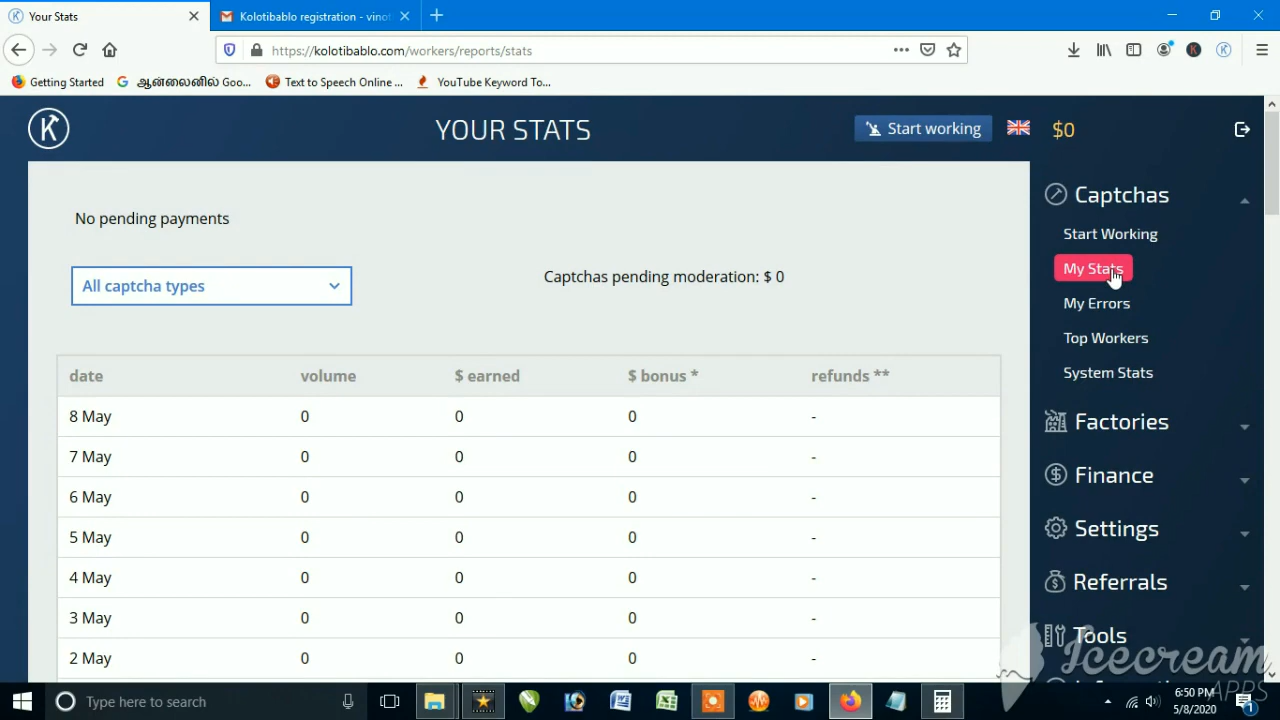 Your Stats
Kolotibablo registration - vinot
https://kolotibablo.com/workers/reports/stats
Getting Started
ஆன்லைனில் Goo...
Text to Speech Online ...
YouTube Keyword To...
K
YOUR STATS
Start working
$0
No pending payments
All captcha types
Captchas pending moderation: $ 0
date volume $ earned $ bonus * refunds **
8 May 0 0 0 -
7 May 0 0 0 -
6 May 0 0 0 -
5 May 0 0 0 -
4 May 0 0 0 -
3 May 0 0 0 -
2 May 0 0 0 -
Captchas
Start Working
My Stats
My Errors
Top Workers
System Stats
Factories
Finance
Settings
Referrals
Tools
Icecream
APPS
Type here to search
6:50 PM
5/8/2020